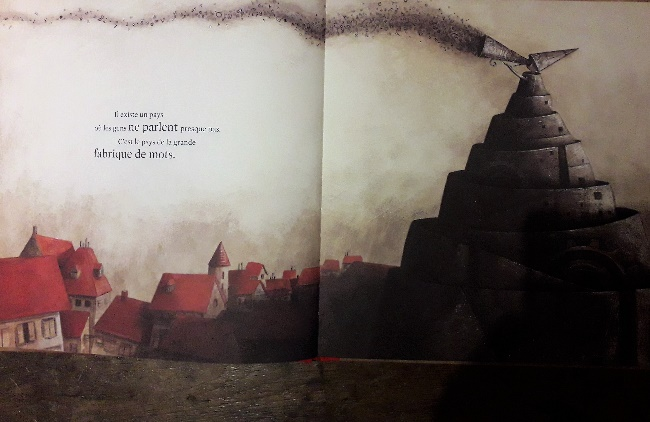 Il existe un pays
où les gens ne parlent presque pas.
C'est le pays de la grande
fabrique de mots.